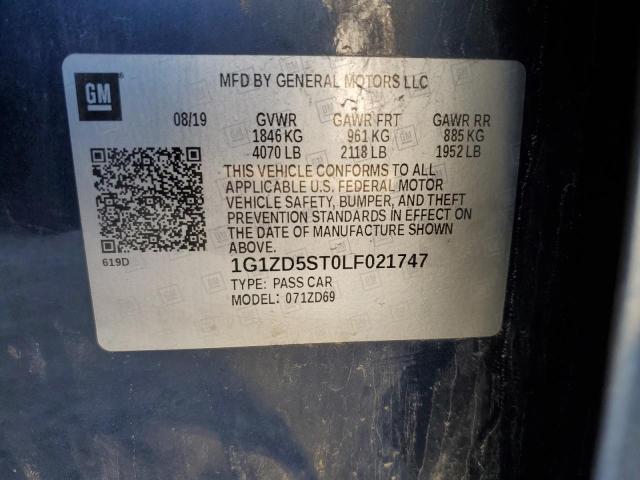 GM
MFD BY GENERAL MOTORS LLC
08/19 GVWR GAWR FRT GAWR RR
1846 KG 961 KG 885 KG
4070 LB 2118 LB 1952 LB
THIS VEHICLE CONFORMS TO ALL
APPLICABLE U.S. FEDERAL MOTOR
VEHICLE SAFETY, BUMPER, AND THEFT
PREVENTION STANDARDS IN EFFECT ON
THE DATE OF MANUFACTURE SHOWN
ABOVE.
619D
1G1ZD5ST0LF021747
TYPE: PASS CAR
MODEL: 071ZD69